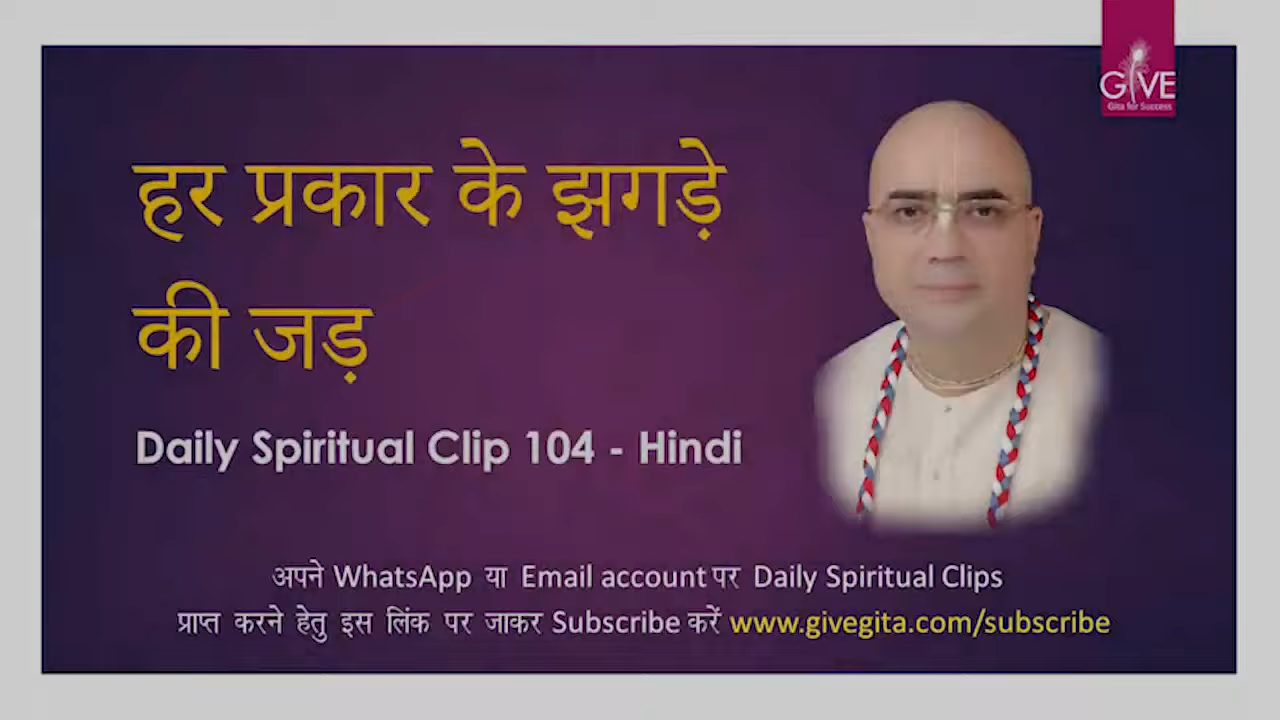 GIVE
Gita for Success
हर प्रकार के झगड़े
की जड़
Daily Spiritual Clip 104 - Hindi
अपने WhatsApp या Email account पर Daily Spiritual Clips
प्राप्त करने हेतु इस लिंक पर जाकर Subscribe करें www.givegita.com/subscribe